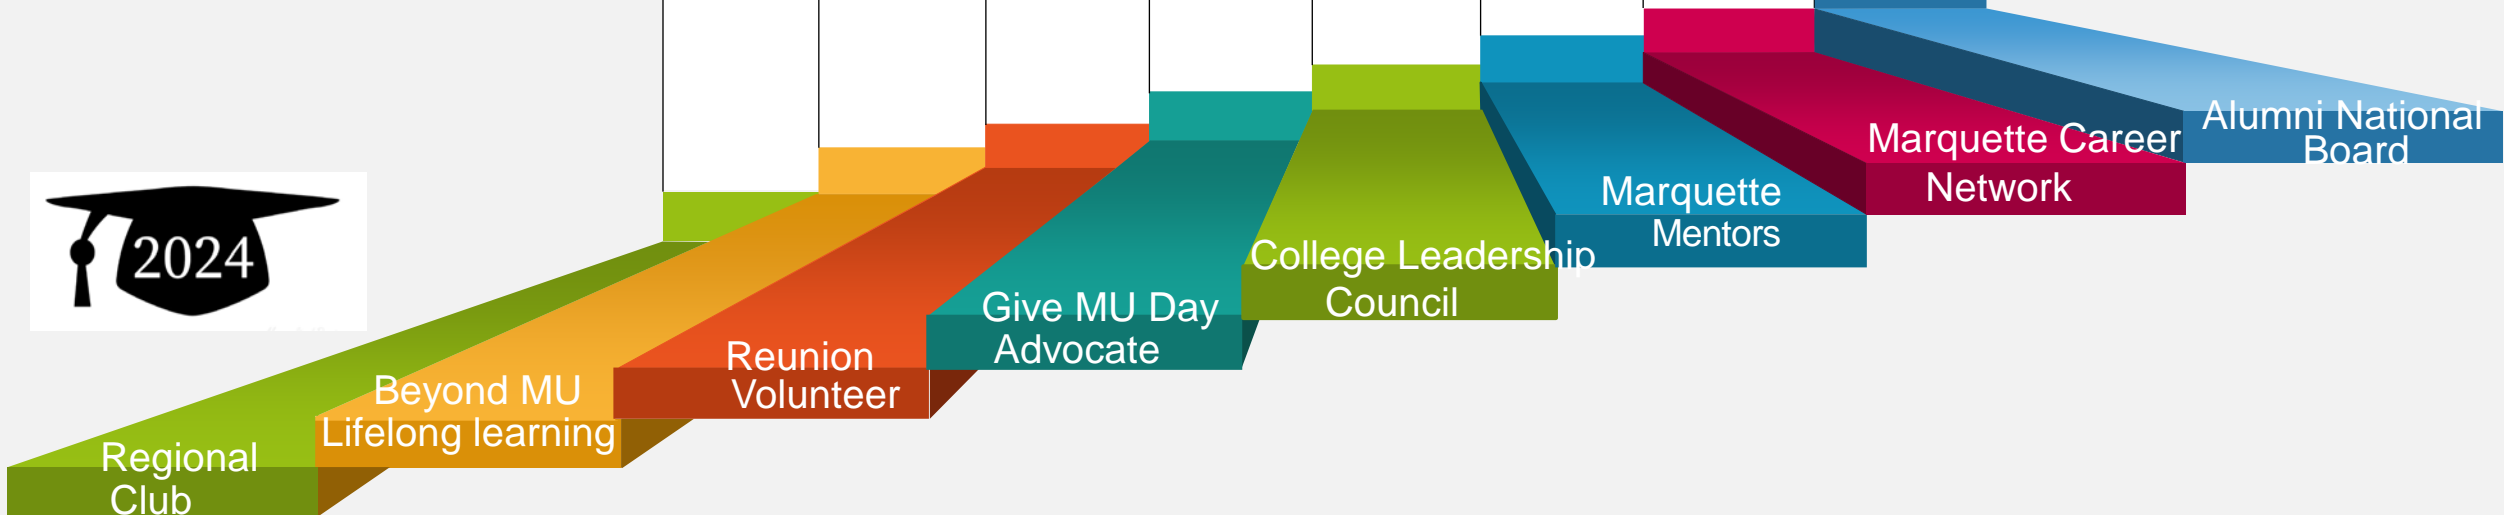 2024
Regional
Club
Beyond MU
Lifelong learning
Reunion
Volunteer
Give MU Day
Advocate
College Leadership
Council
Marquette
Mentors
Marquette Career
Network
Alumni National
Board